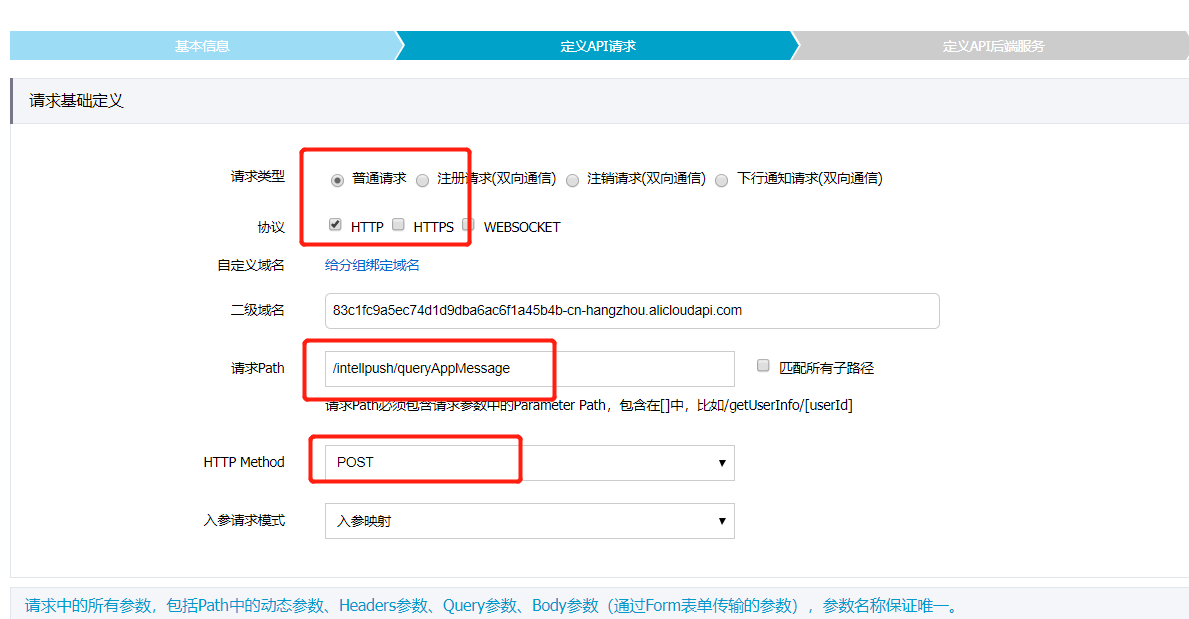 基本信息 定义API请求 定义API后端服务
请求基础定义
请求类型 普通请求 注册请求(双向通信) 注销请求(双向通信) 下行通知请求(双向通信)
协议 HTTP HTTPS WEBSOCKET
自定义域名 给分组绑定域名
二级域名 83c1fc9a5ec74d1d9dba6ac6f1a45b4b-cn-hangzhou.alicloudapi.com
请求Path /intellpush/queryAppMessage 匹配所有子路径
请求Path必须包含请求参数中的Parameter Path，包含在[]中，比如/getUserInfo/[userId]
HTTP Method POST
入参请求模式 入参映射
请求中的所有参数，包括Path中的动态参数、Headers参数、Query参数、Body参数（通过Form表单传输的参数），参数名称保证唯一。